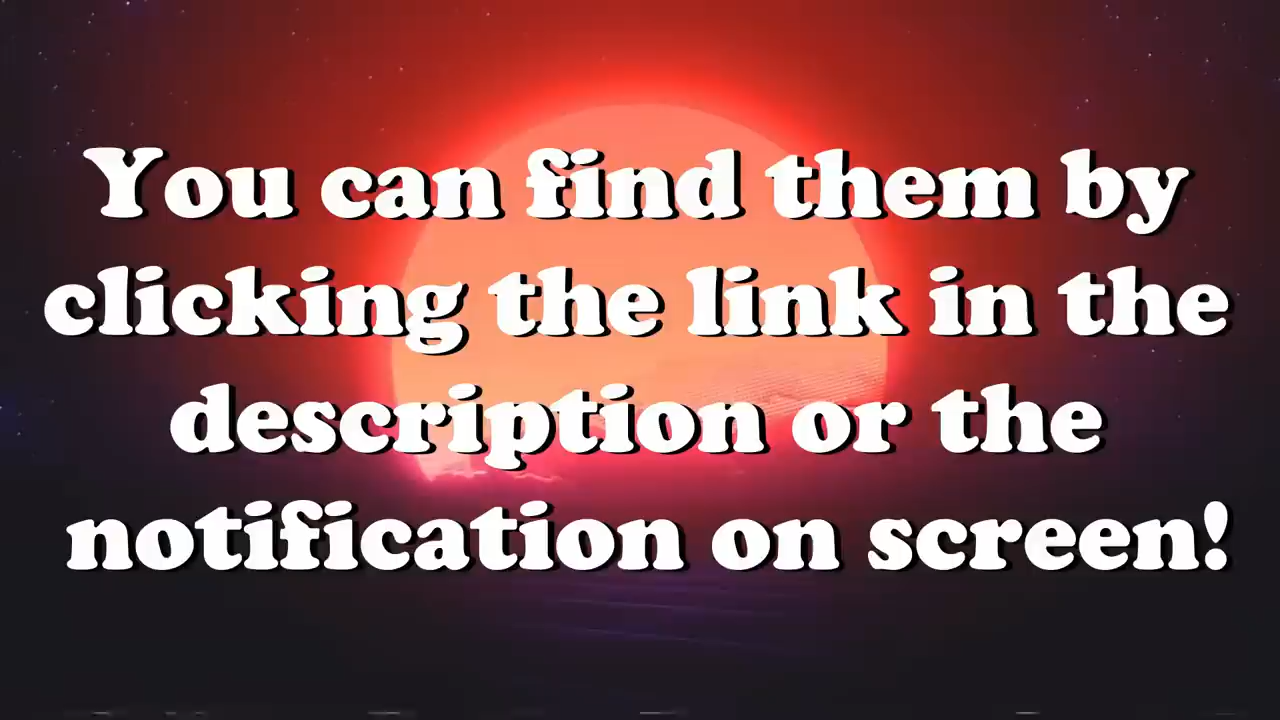 You can find them by
clicking the link in the
description or the
notification on screen!